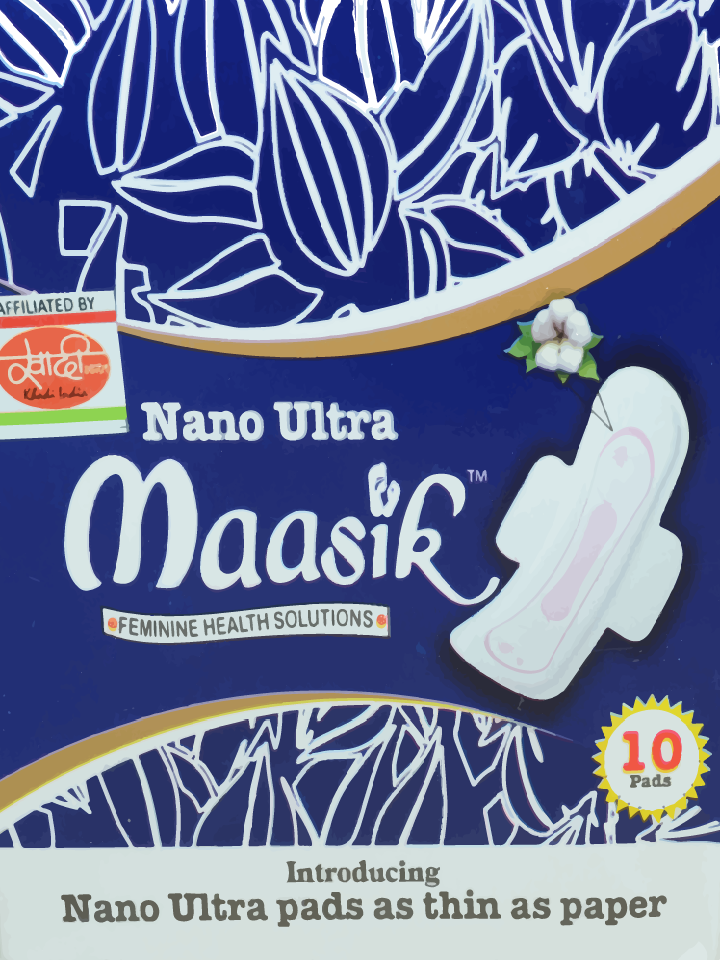 AFFILIATED BY
खादी
Khadi India
Nano Ultra
Maasik™
FEMININE HEALTH SOLUTIONS
10
Pads
Introducing
Nano Ultra pads as thin as paper